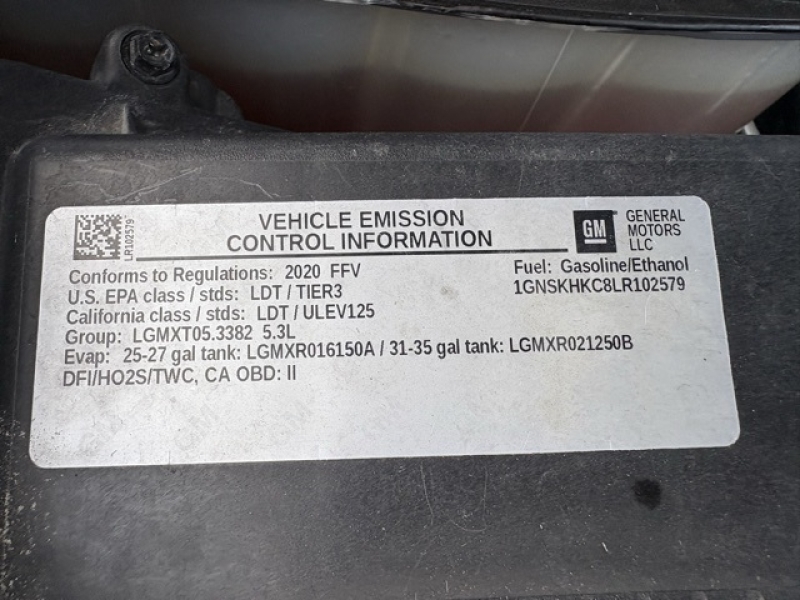 VEHICLE EMISSION
CONTROL INFORMATION
LR102579
GM
GENERAL
MOTORS
LLC
Conforms to Regulations: 2020 FFV
Fuel: Gasoline/Ethanol
U.S. EPA class / stds: LDT / TIER3
1GNSKHKC8LR102579
California class / stds: LDT / ULEV125
Group: LGMXT05.3382 5.3L
Evap: 25-27 gal tank: LGMXR016150A / 31-35 gal tank: LGMXR021250B
DFI/HO2S/TWC, CA OBD: II